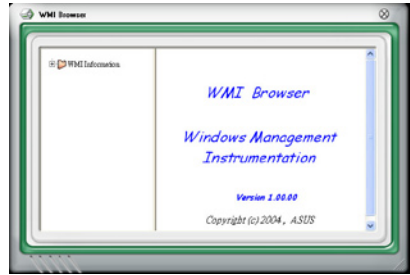 WMI Browser
WMI Information
WMI Browser
Windows Management
Instrumentation
Version 1.00.00
Copyright (c) 2004, ASUS